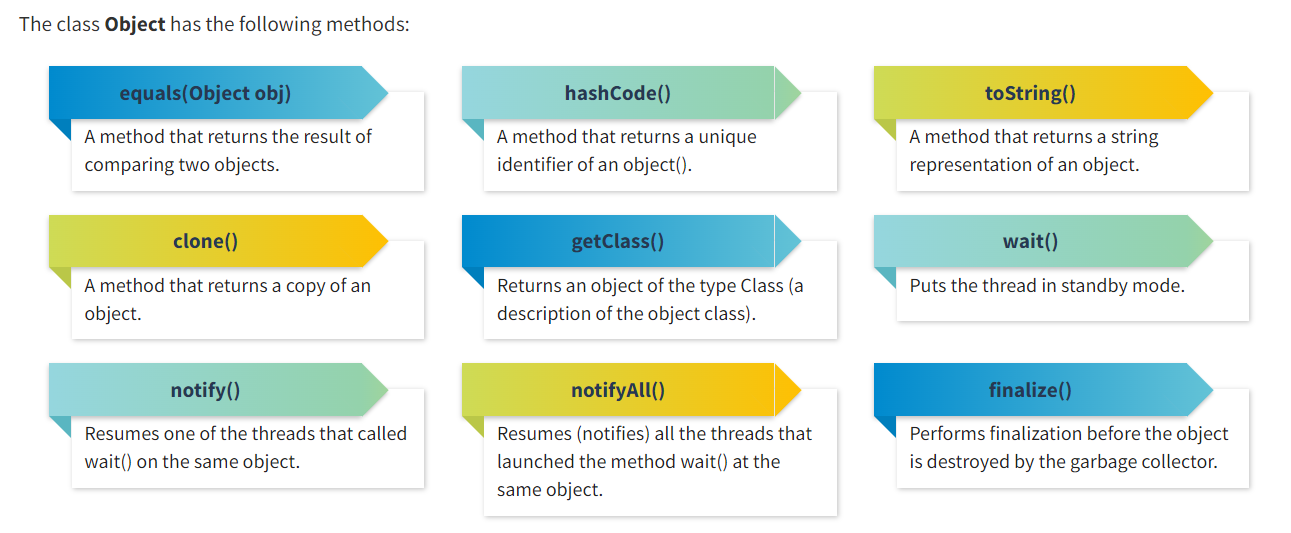 The class Object has the following methods:
equals(Object obj)
A method that returns the result of
comparing two objects.
hashCode()
A method that returns a unique
identifier of an object().
toString()
A method that returns a string
representation of an object.
clone()
A method that returns a copy of an
object.
getClass()
Returns an object of the type Class (a
description of the object class).
wait()
Puts the thread in standby mode.
notify()
Resumes one of the threads that called
wait() on the same object.
notifyAll()
Resumes (notifies) all the threads that
launched the method wait() at the
same object.
finalize()
Performs finalization before the object
is destroyed by the garbage collector.